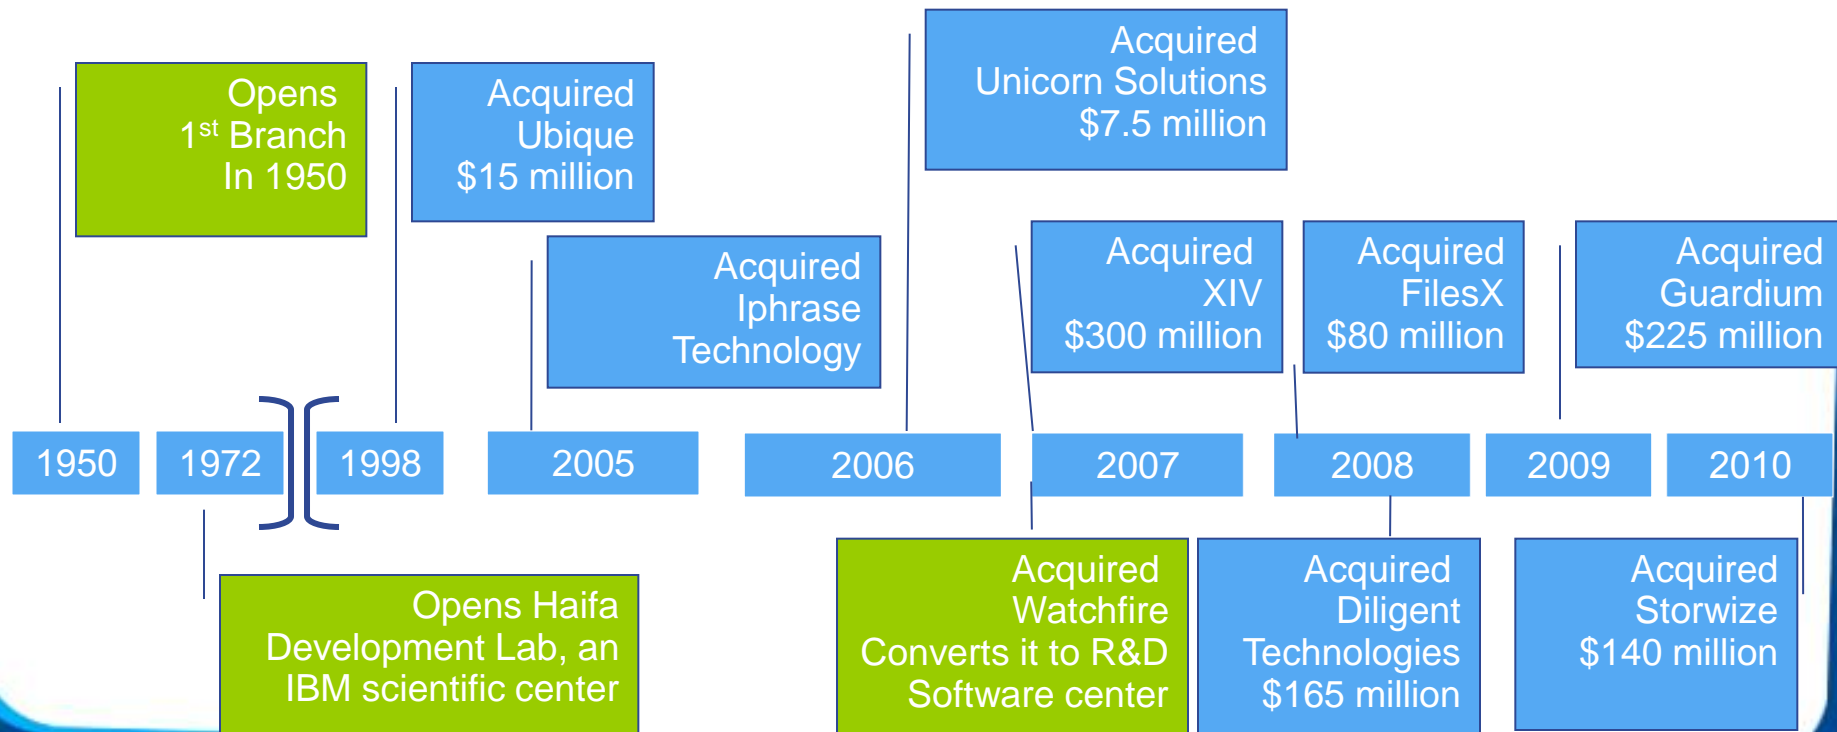 Opens
1st Branch
In 1950
Acquired
Ubique
$15 million
Acquired
Iphrase
Technology
Acquired
Unicorn Solutions
$7.5 million
Acquired
XIV
$300 million
Acquired
FilesX
$80 million
Acquired
Guardium
$225 million
1950
1972
1998
2005
2006
2007
2008
2009
2010
Opens Haifa
Development Lab, an
IBM scientific center
Acquired
Watchfire
Converts it to R&D
Software center
Acquired
Diligent
Technologies
$165 million
Acquired
Storwize
$140 million